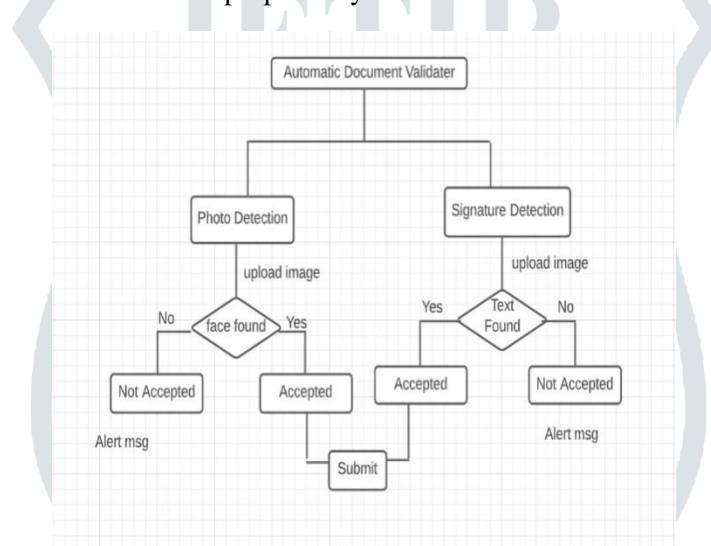 Automatic Document Validater
Photo Detection
Signature Detection
upload image
upload image
No
face found
Yes
Yes
Text
Found
No
Not Accepted
Accepted
Accepted
Not Accepted
Alert msg
Alert msg
Submit